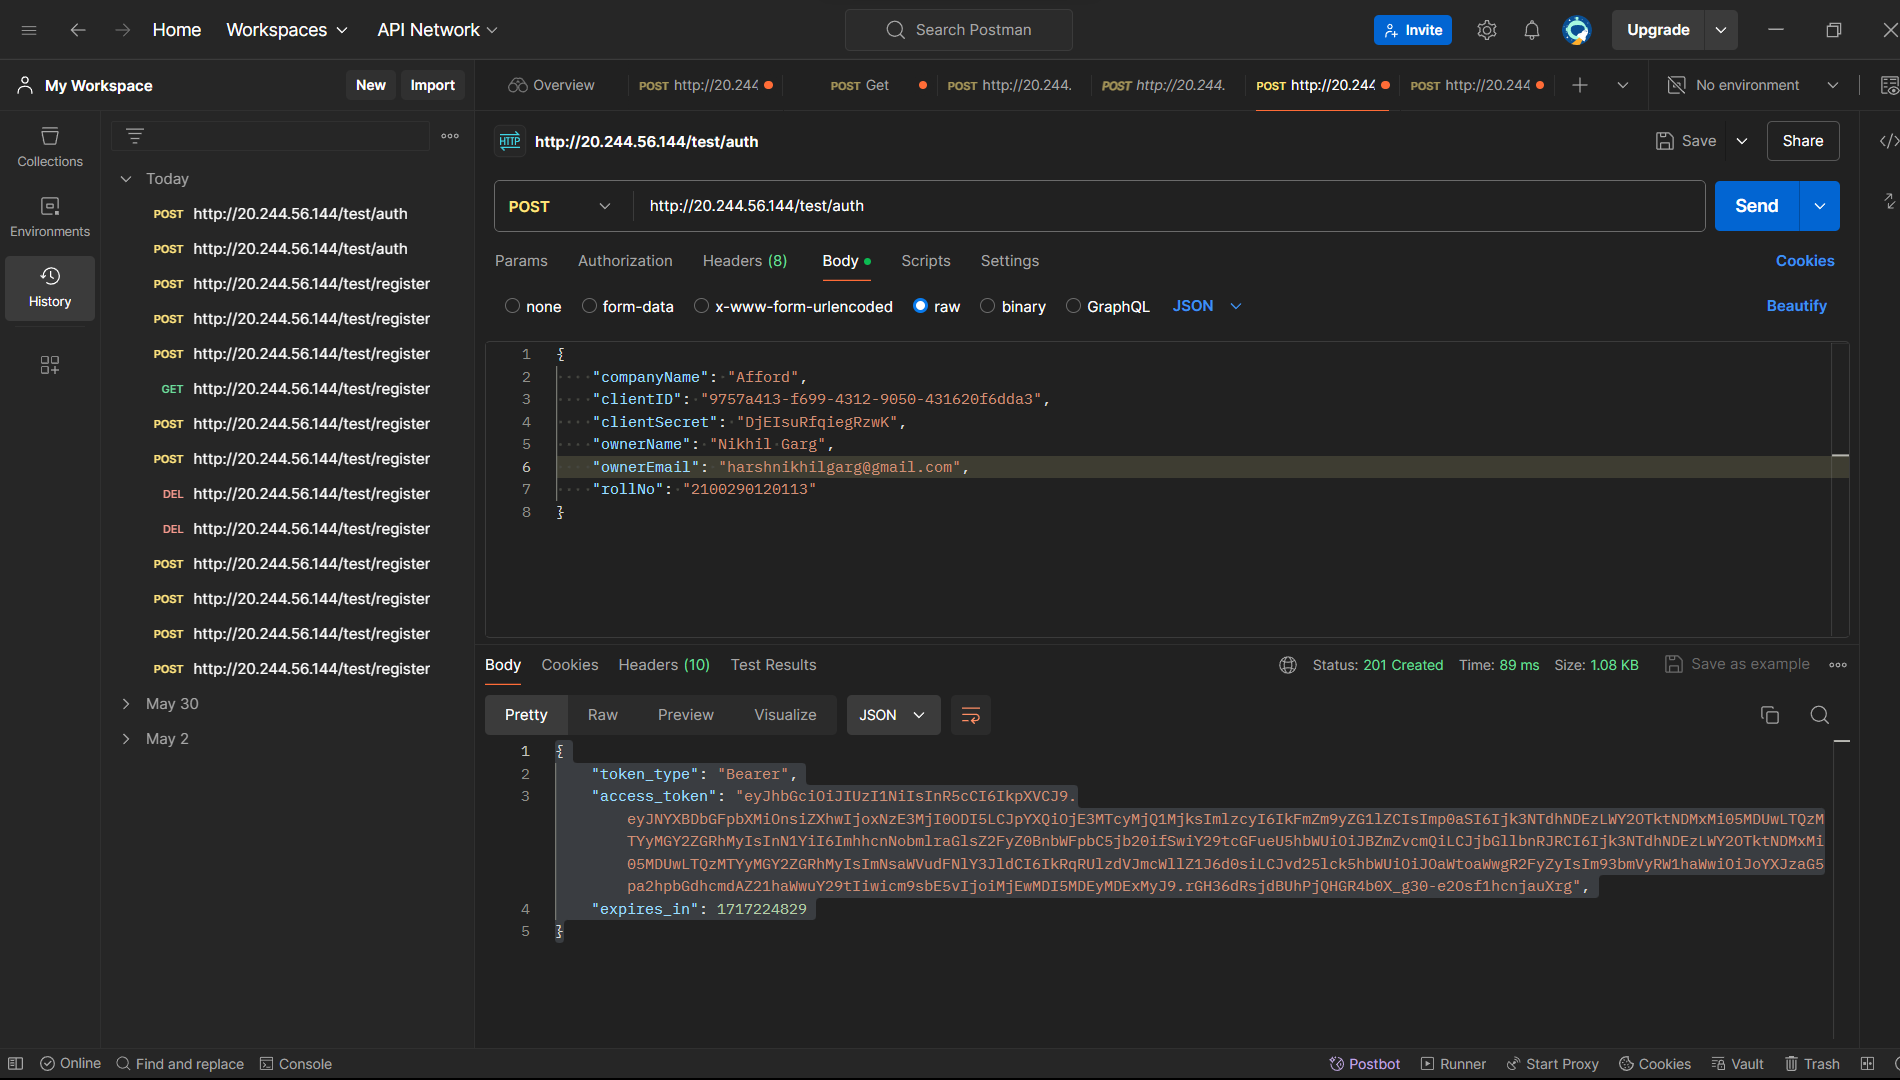 Home Workspaces API Network Search Postman Invite Upgrade
My Workspace New Import Overview POST http://20.244 POST Get POST http://20.244. POST http://20.244. POST http://20.244 POST http://20.244 No environment
Collections
Environments
History
Today
POST http://20.244.56.144/test/auth
POST http://20.244.56.144/test/auth
POST http://20.244.56.144/test/register
POST http://20.244.56.144/test/register
POST http://20.244.56.144/test/register
GET http://20.244.56.144/test/register
POST http://20.244.56.144/test/register
POST http://20.244.56.144/test/register
DEL http://20.244.56.144/test/register
DEL http://20.244.56.144/test/register
POST http://20.244.56.144/test/register
POST http://20.244.56.144/test/register
POST http://20.244.56.144/test/register
POST http://20.244.56.144/test/register
May 30
May 2
HTTP http://20.244.56.144/test/auth Save Share
POST http://20.244.56.144/test/auth Send
Params Authorization Headers (8) Body Scripts Settings Cookies
none form-data x-www-form-urlencoded raw binary GraphQL JSON Beautify
1 {
2 "companyName": "Afford",
3 "clientID": "9757a413-f699-4312-9050-431620f6dda3",
4 "clientSecret": "DjEIsuRfqiegRzwK",
5 "ownerName": "Nikhil Garg",
6 "ownerEmail": "harshnikhilgarg@gmail.com",
7 "rollNo": "2100290120113"
8 }
Body Cookies Headers (10) Test Results Status: 201 Created Time: 89 ms Size: 1.08 KB Save as example
Pretty Raw Preview Visualize JSON
1 {
2 "token_type": "Bearer",
3 "access_token": "eyJhbGciOiJIUzI1NiIsInR5cCI6IkpXVCJ9.
eyJNYXBDbGFpbXMiOnsiZXhwIjoxNzE3MjI0ODI5LCJpYXQiOjE3MTcyMjQ1MjksImlzcyI6IkFmZm9yZG1lZCIsImp0aSI6Ijk3NTdhNDEzLWY2OTktNDMxMi05MDUwLTQzM
TYyMGY2ZGRhMyIsInN1YiI6ImhhcnNobmlraGlsZ2FyZ0BnbWFpbC5jb20ifSwiY29tcGFueU5hbWUiOiJBZmZvcmQiLCJjbGllbnRJRCI6Ijk3NTdhNDEzLWY2OTktNDMxMi
05MDUwLTQzMTYyMGY2ZGRhMyIsImNsaWVudFNlY3JldCI6IkRqRUlzdVJmcWllZ1J6d0siLCJvd25lck5hbWUiOiJOaWtoaWwgR2FyZyIsIm93bmVyRW1haWwiOiJoYXJzaG5
pa2hpbGdhcmdAZ21haWwuY29tIiwicm9sbE5vIjoiMjEwMDI5MDEyMDExMyJ9.rGH36dRsjdBUhPjQHGR4b0X_g30-e2Osf1hcnjauXrg",
4 "expires_in": 1717224829
5 }
Online Find and replace Console Postbot Runner Start Proxy Cookies Vault Trash